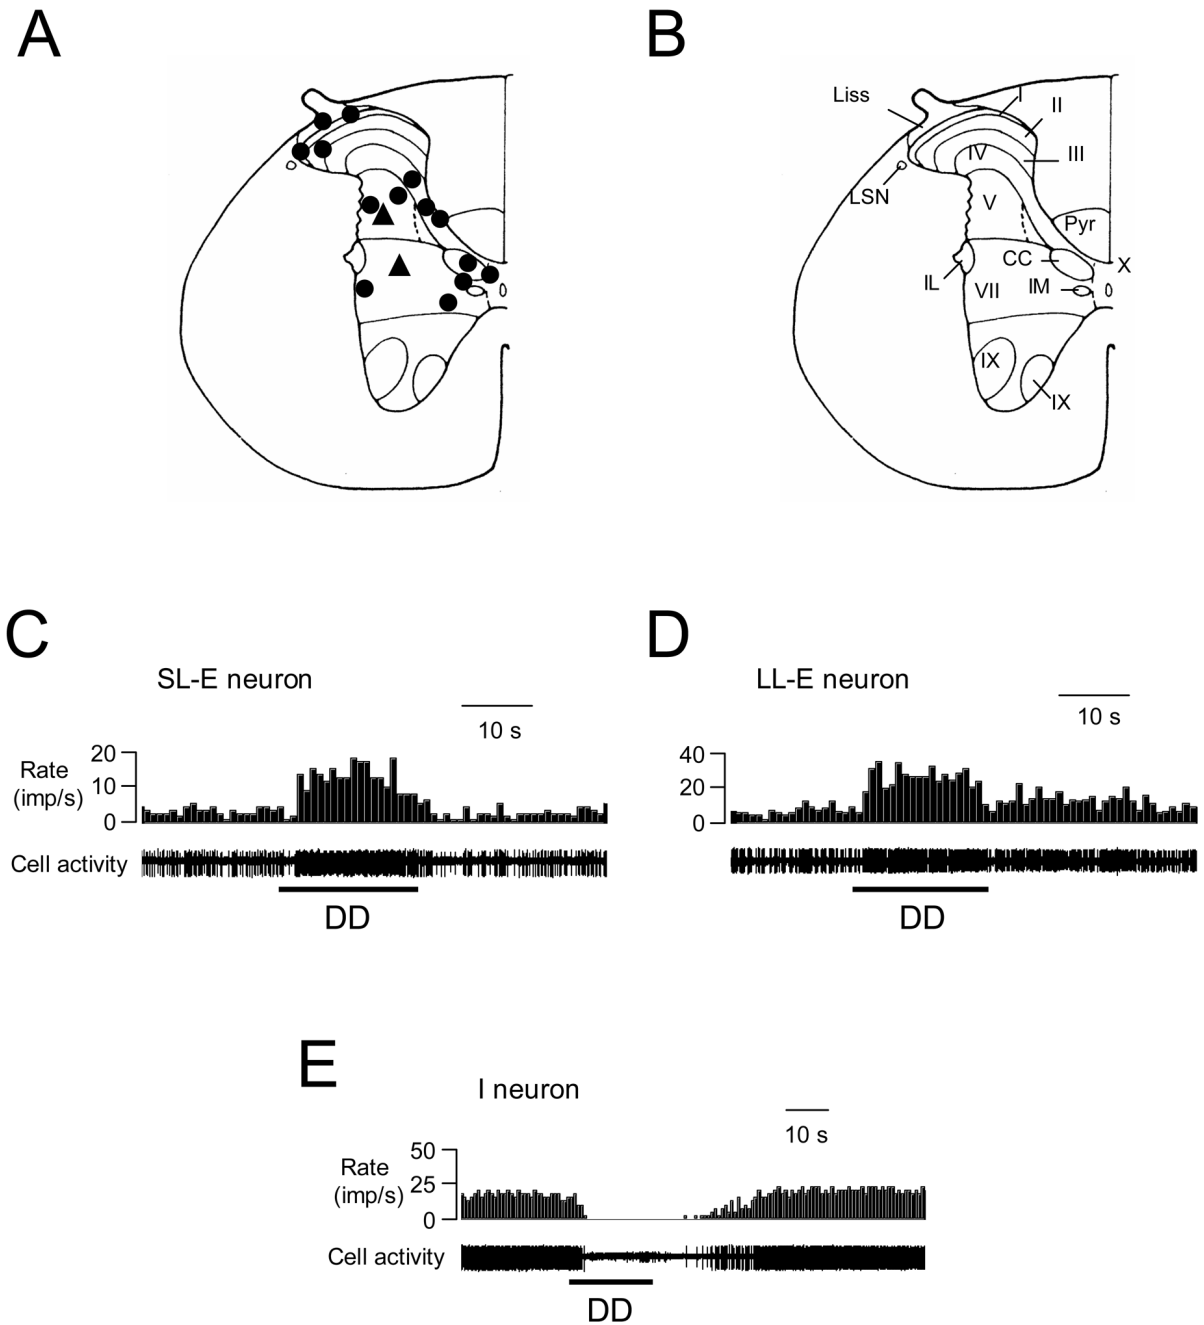 A
B
Liss
I
II
III
IV
LSN
V
Pyr
CC
X
IL
VII
IM
IX
IX
C
D
SL-E neuron
LL-E neuron
10 s
10 s
Rate
(imp/s)
20
10
0
40
20
0
Cell activity
DD
DD
E
I neuron
10 s
Rate
(imp/s)
50
25
0
Cell activity
DD